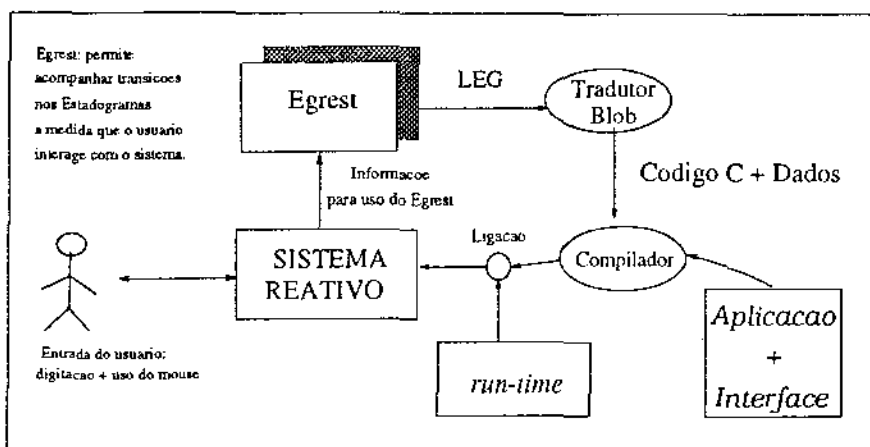 Egrest: permite
acompanhar transicoes
nos Estadogramas
a medida que o usuario
interage com o sistema.
Egrest
LEG
Tradutor
Blob
Informacoe
para uso do Egrest
Codigo C + Dados
SISTEMA
REATIVO
Ligacao
Compilador
Entrada do usuario:
digitacao + uso do mouse
run-time
Aplicacao
+
Interface